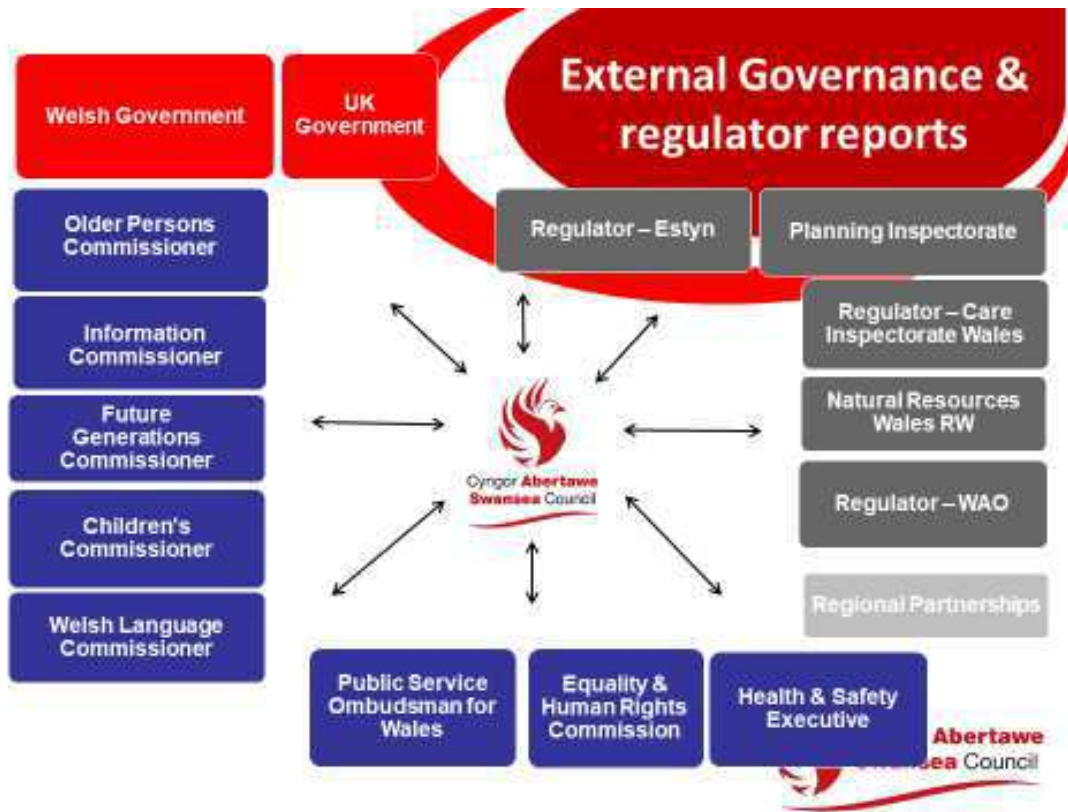 External Governance &
regulator reports
Welsh Government
UK
Government
Older Persons
Commissioner
Information
Commissioner
Future
Generations
Commissioner
Children's
Commissioner
Welsh Language
Commissioner
Regulator – Estyn
Planning Inspectorate
Regulator – Care
Inspectorate Wales
Natural Resources
Wales RW
Regulator – WAO
Regional Partnerships
Cyngor Abertawe
Swansea Council
Public Service
Ombudsman for
Wales
Equality &
Human Rights
Commission
Health & Safety
Executive
Abertawe
Swansea Council